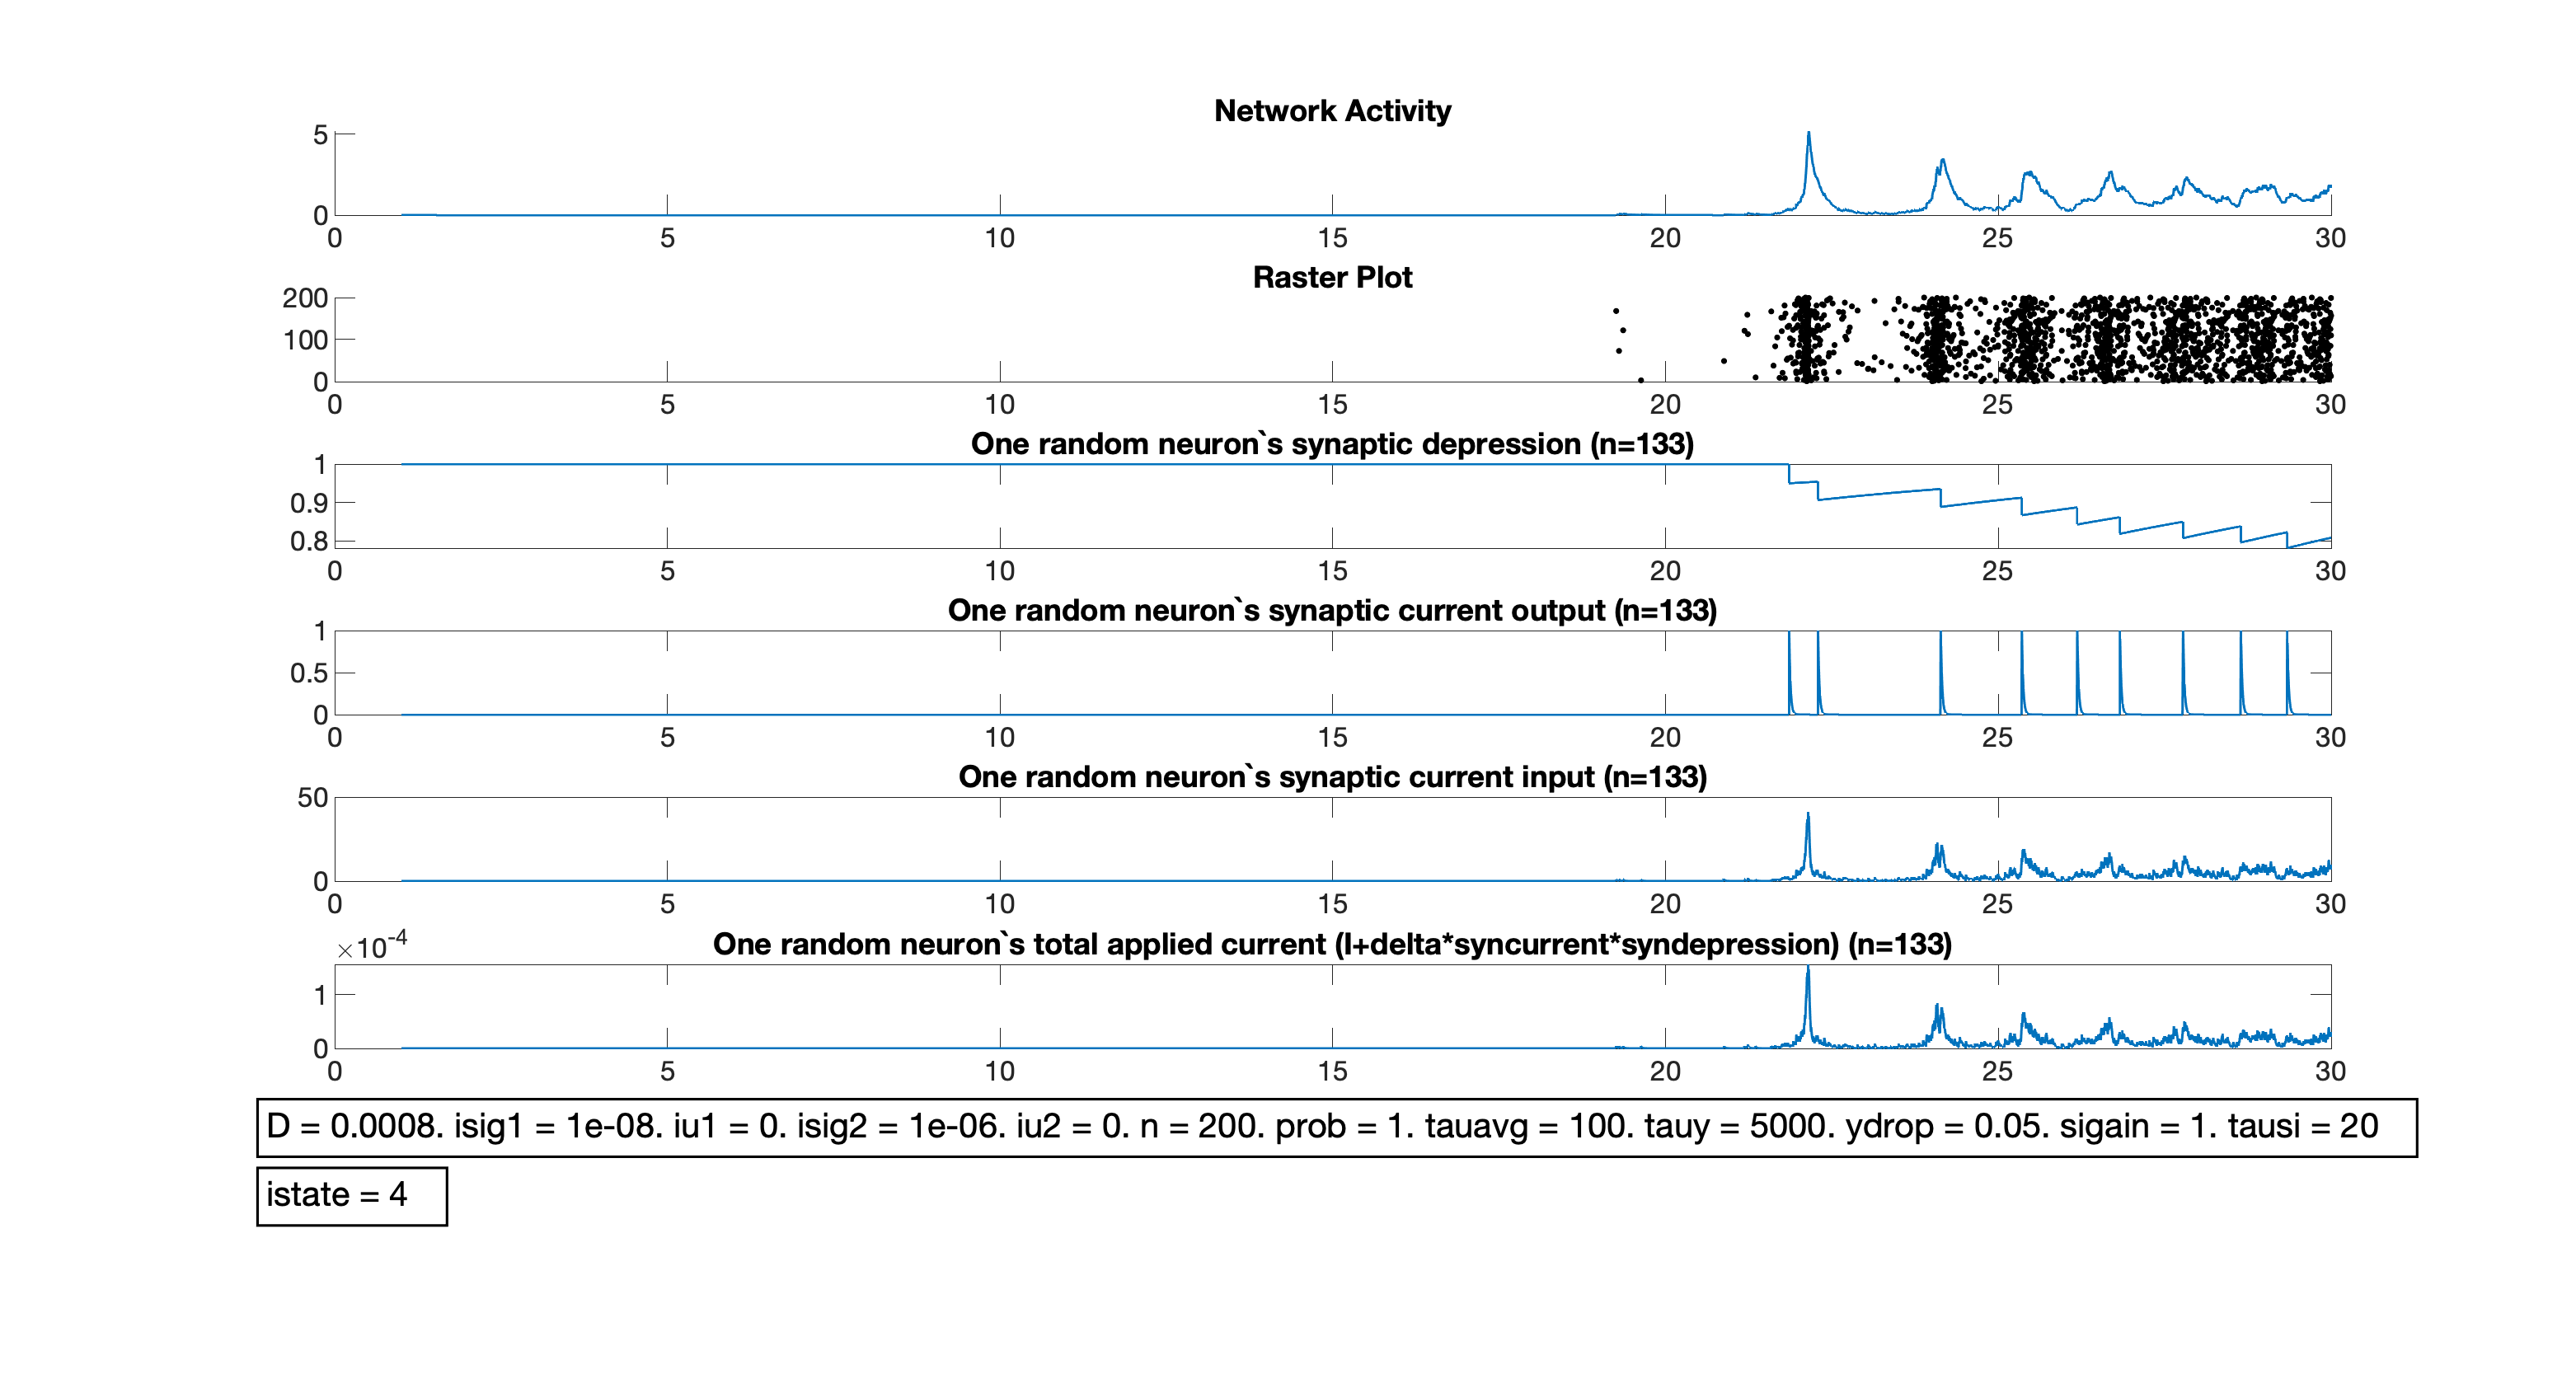 Network Activity
5
0
0 5 10 15 20 25 30
Raster Plot
200
100
0
0 5 10 15 20 25 30
One random neuron`s synaptic depression (n=133)
1
0.9
0.8
0 5 10 15 20 25 30
One random neuron`s synaptic current output (n=133)
1
0.5
0
0 5 10 15 20 25 30
One random neuron`s synaptic current input (n=133)
50
0
0 5 10 15 20 25 30
×10-4 One random neuron`s total applied current (I+delta*syncurrent*syndepression) (n=133)
1
0
0 5 10 15 20 25 30
D = 0.0008. isig1 = 1e-08. iu1 = 0. isig2 = 1e-06. iu2 = 0. n = 200. prob = 1. tauavg = 100. tauy = 5000. ydrop = 0.05. sigain = 1. tausi = 20
istate = 4